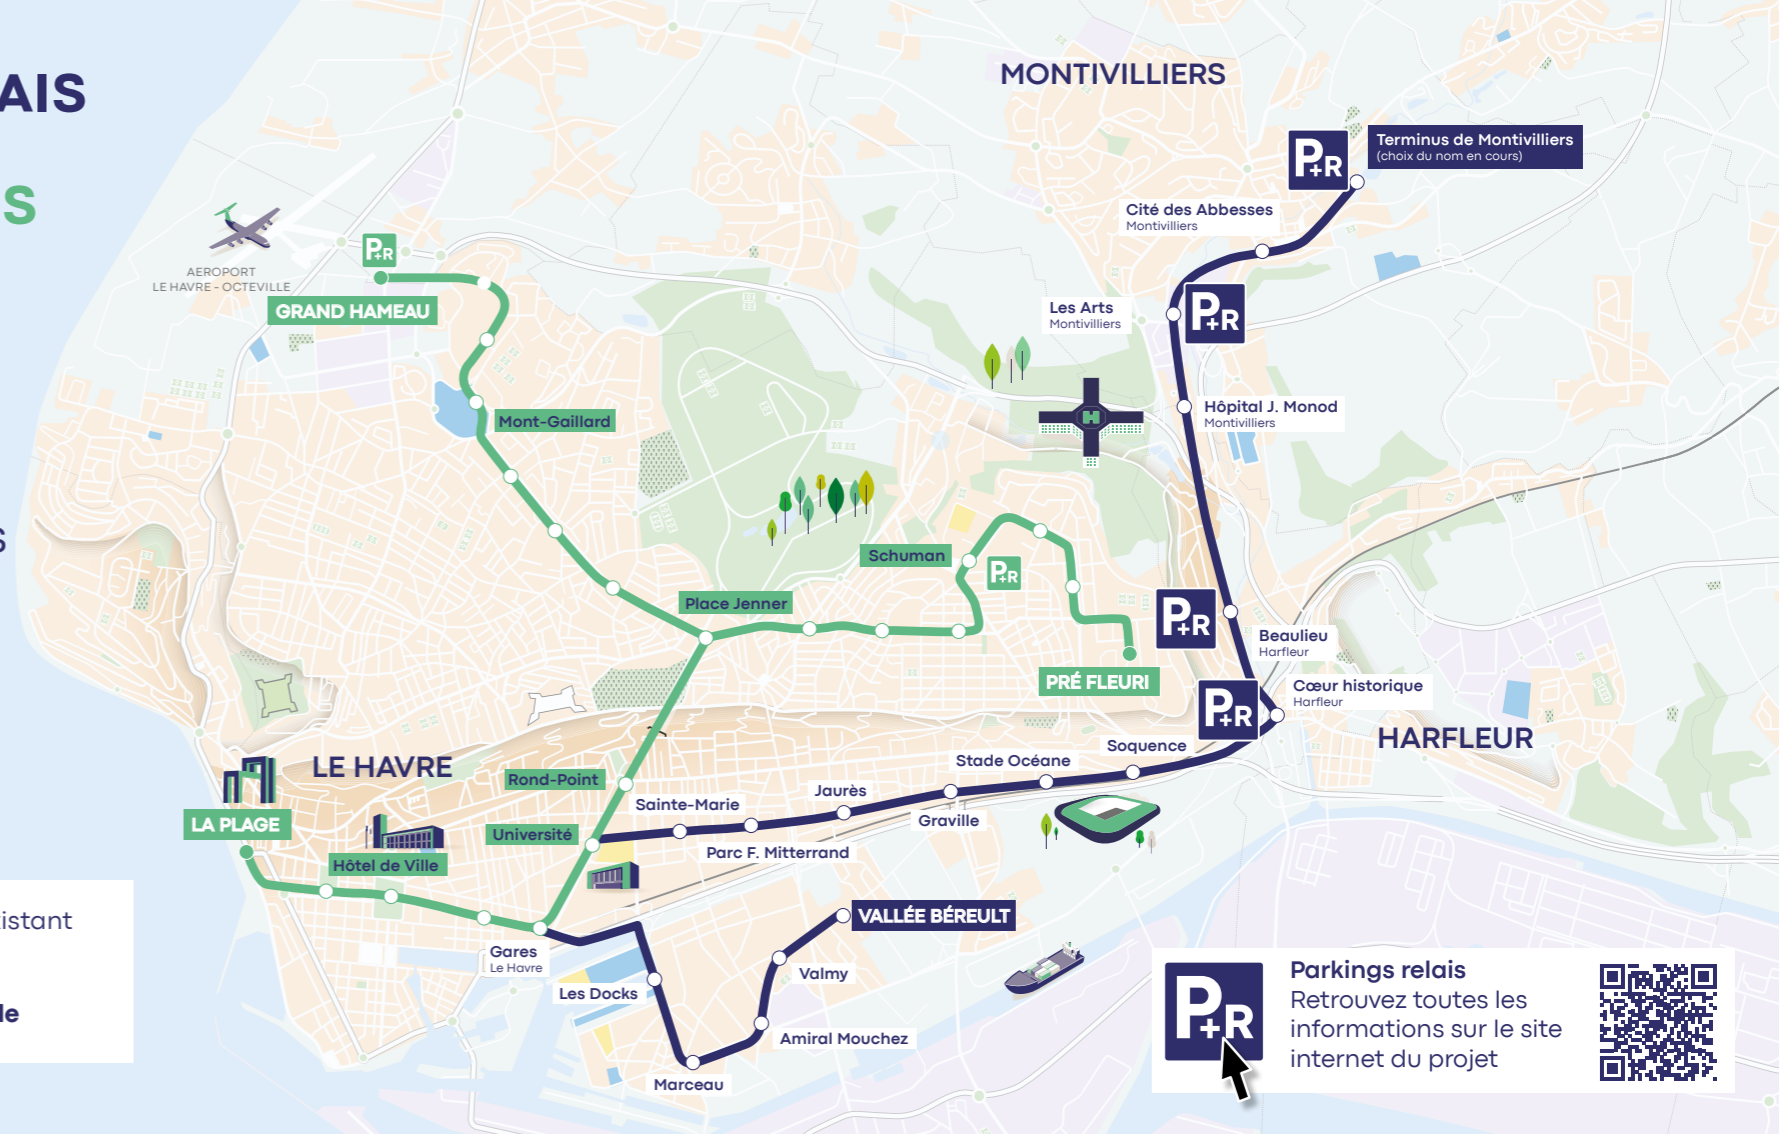 AIS
S
s
istant
le
MONTIVILLIERS
P+R
Terminus de Montivilliers
(choix du nom en cours)
Cité des Abbesses
Montivilliers
AEROPORT
LE HAVRE - OCTEVILLE
P+R
GRAND HAMEAU
Les Arts
Montivilliers
P+R
Mont-Gaillard
H
Hôpital J. Monod
Montivilliers
Schuman
P+R
Place Jenner
P+R
Beaulieu
Harfleur
PRÉ FLEURI
Cœur historique
Harfleur
P+R
HARFLEUR
LE HAVRE
Soquence
Stade Océane
Rond-Point
Jaurès
Sainte-Marie
Graville
LA PLAGE
Université
Parc F. Mitterrand
Hôtel de Ville
VALLÉE BÉREULT
Gares
Le Havre
Valmy
Les Docks
Amiral Mouchez
Marceau
P+R
Parkings relais
Retrouvez toutes les
informations sur le site
internet du projet